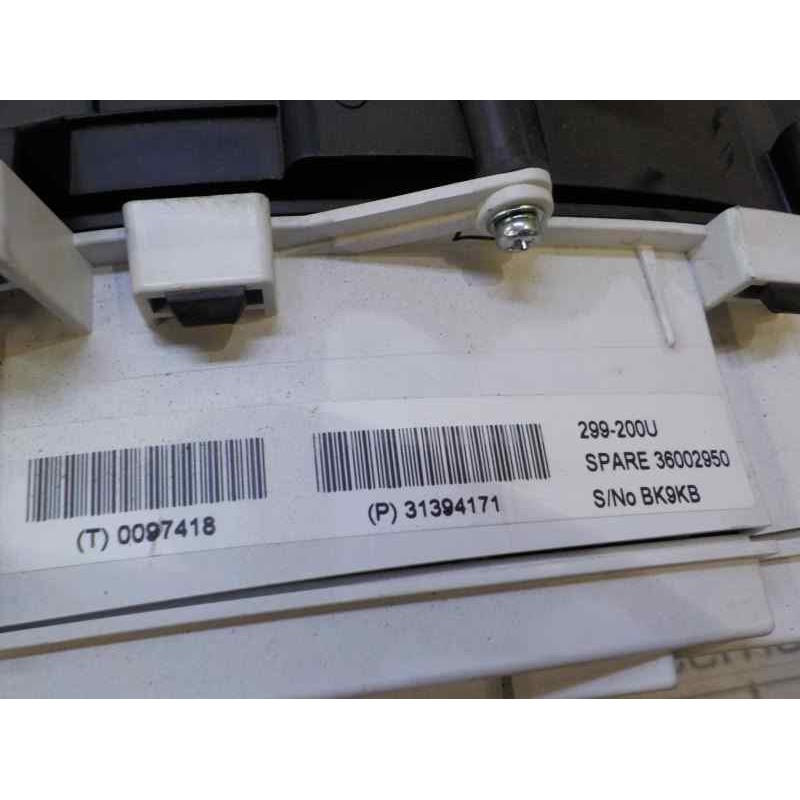 299-200U
SPARE 36002950
S/No BK9KB
(T) 0097418
(P) 31394171